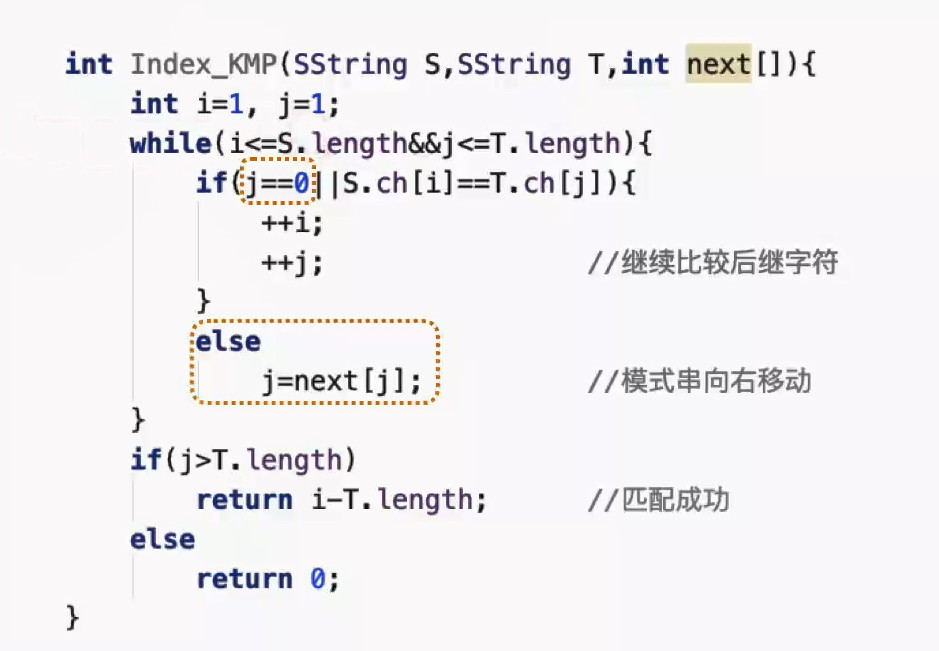 int Index_KMP(SString S,SString T,int next[]){
int i=1, j=1;
while(i<=S.length&&j<=T.length){
if(j==0||S.ch[i]==T.ch[j]){
++i;
++j; //继续比较后继字符
}
else
j=next[j]; //模式串向右移动
}
if(j>T.length)
return i-T.length; //匹配成功
else
return 0;
}